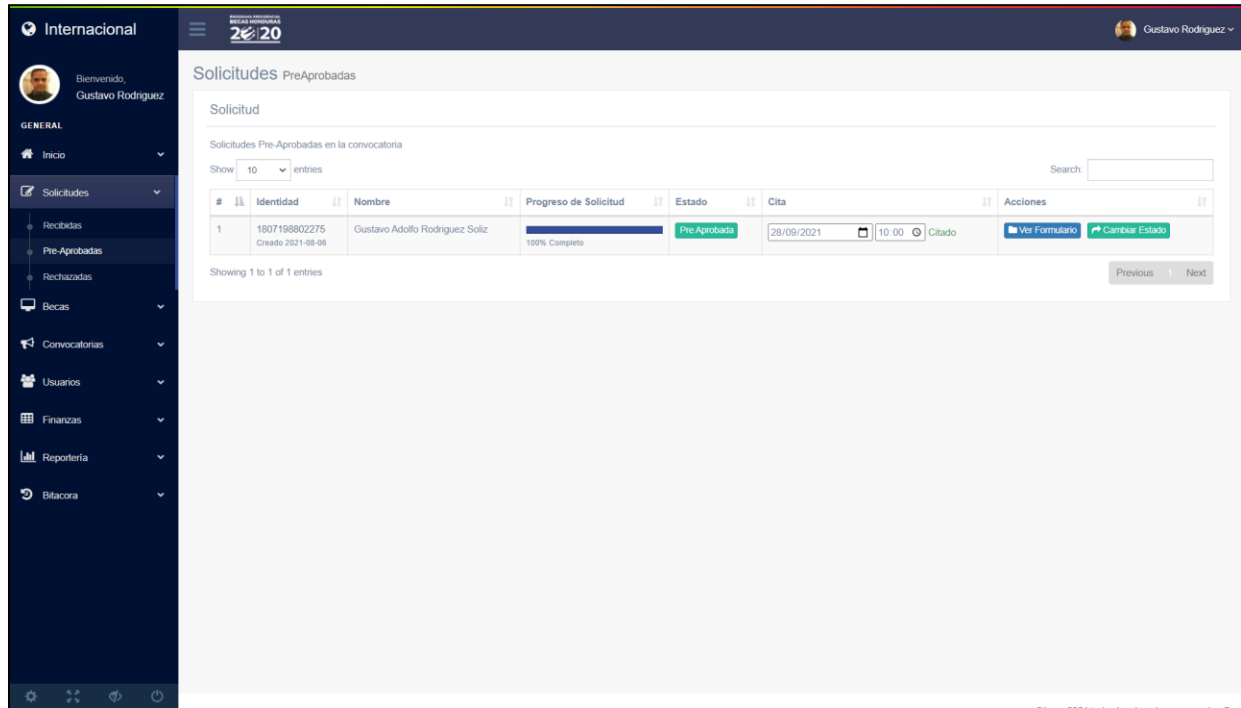 Internacional
PROGRAMA PRESIDENCIAL
BECAS HONDURAS
2020
Gustavo Rodriguez
Bienvenido,
Gustavo Rodriguez
GENERAL
Inicio
Solicitudes
Recibidas
Pre-Aprobadas
Rechazadas
Becas
Convocatorias
Usuarios
Finanzas
Reportería
Bitacora
Solicitudes PreAprobadas
Solicitud
Solicitudes Pre-Aprobadas en la convocatoria
Show 10 entries
Search:
# Identidad Nombre Progreso de Solicitud Estado Cita Acciones
1 1807198802275 Gustavo Adolfo Rodriguez Soliz Pre Aprobada 28/09/2021 10:00 Citado Ver Formulario Cambiar Estado
Creado 2021-08-06 100% Completo
Showing 1 to 1 of 1 entries
Previous 1 Next